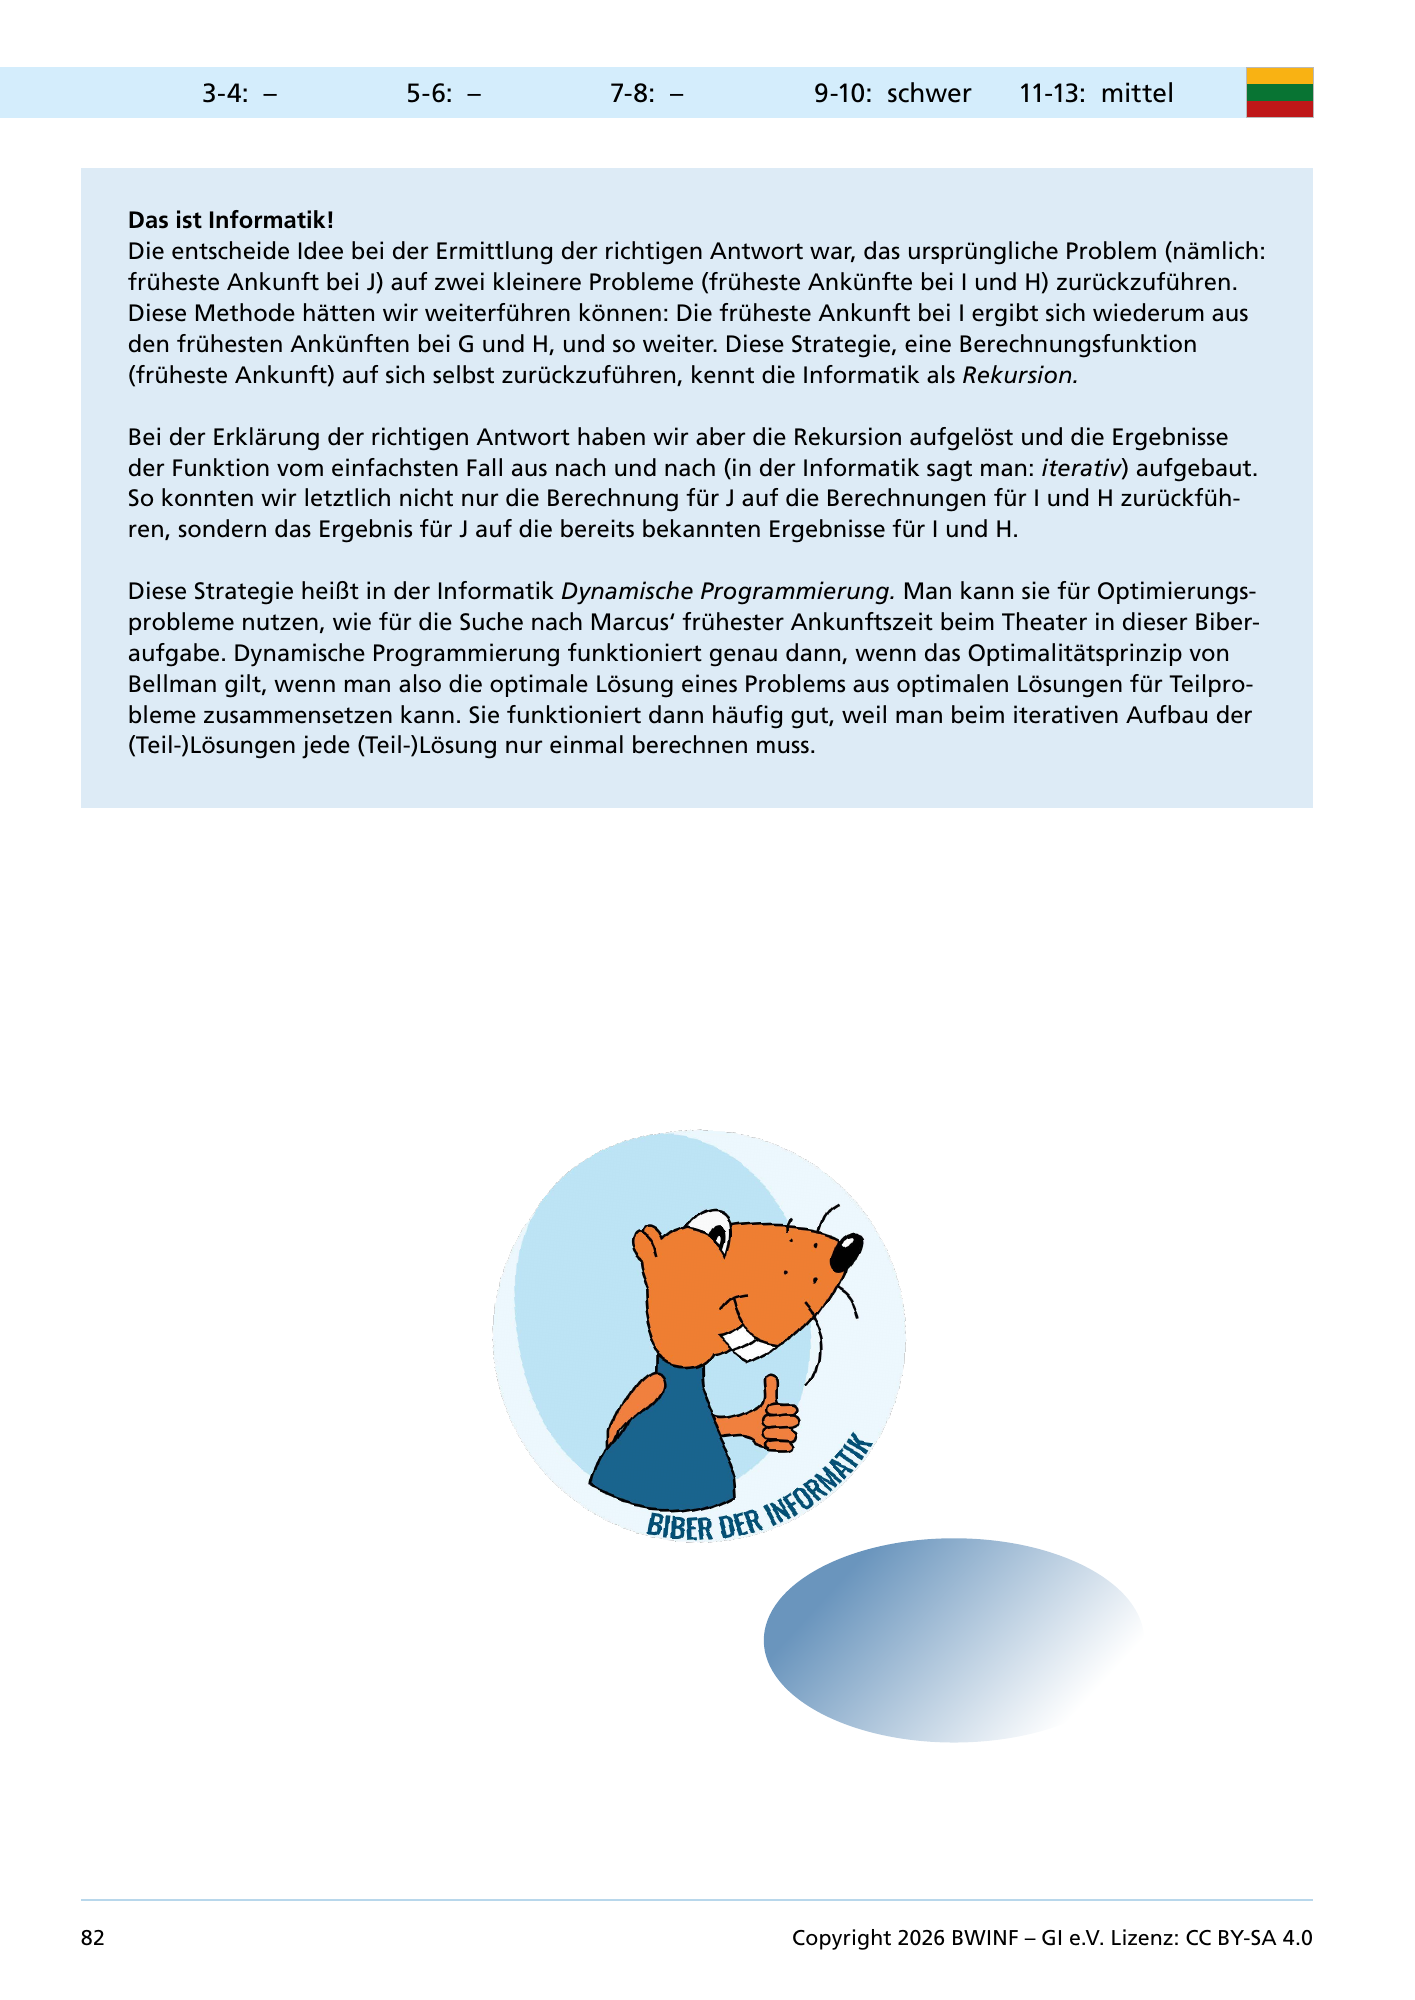 3-4: – 5-6: – 7-8: – 9-10: schwer 11-13: mittel
Das ist Informatik!
Die entscheide Idee bei der Ermittlung der richtigen Antwort war, das ursprüngliche Problem (nämlich:
früheste Ankunft bei J) auf zwei kleinere Probleme (früheste Ankünfte bei I und H) zurückzuführen.
Diese Methode hätten wir weiterführen können: Die früheste Ankunft bei I ergibt sich wiederum aus
den frühesten Ankünften bei G und H, und so weiter. Diese Strategie, eine Berechnungsfunktion
(früheste Ankunft) auf sich selbst zurückzuführen, kennt die Informatik als Rekursion.
Bei der Erklärung der richtigen Antwort haben wir aber die Rekursion aufgelöst und die Ergebnisse
der Funktion vom einfachsten Fall aus nach und nach (in der Informatik sagt man: iterativ) aufgebaut.
So konnten wir letztlich nicht nur die Berechnung für J auf die Berechnungen für I und H zurückfüh-
ren, sondern das Ergebnis für J auf die bereits bekannten Ergebnisse für I und H.
Diese Strategie heißt in der Informatik Dynamische Programmierung. Man kann sie für Optimierungs-
probleme nutzen, wie für die Suche nach Marcus‘ frühester Ankunftszeit beim Theater in dieser Biber-
aufgabe. Dynamische Programmierung funktioniert genau dann, wenn das Optimalitätsprinzip von
Bellman gilt, wenn man also die optimale Lösung eines Problems aus optimalen Lösungen für Teilpro-
bleme zusammensetzen kann. Sie funktioniert dann häufig gut, weil man beim iterativen Aufbau der
(Teil-)Lösungen jede (Teil-)Lösung nur einmal berechnen muss.
BIBER DER INFORMATIK
82 Copyright 2026 BWINF – GI e.V. Lizenz: CC BY-SA 4.0